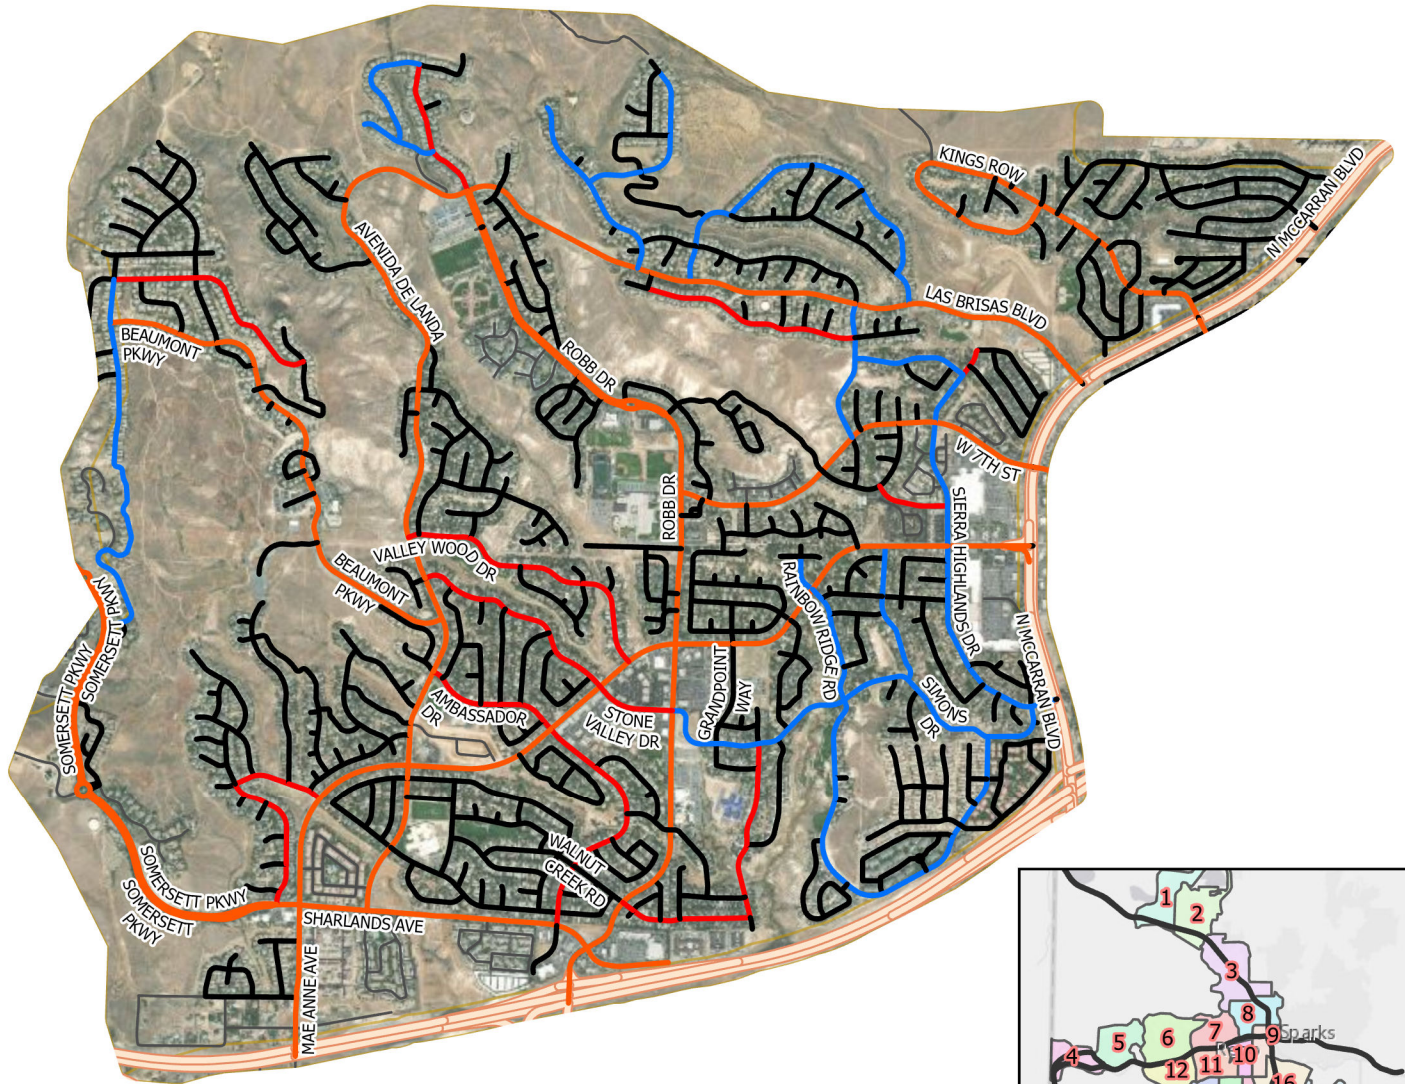 KINGS ROW
N MCCARRAN BLVD
AVENIDA DE LANDA
LAS BRISAS BLVD
BEAUMONT
PKWY
ROBB DR
W 7TH ST
ROBB DR
SIERRA HIGHLANDS DR
VALLEY WOOD DR
BEAUMONT
PKWY
RAINBOW RIDGE RD
SOMERSETT PKWY
SOMERSETT PKWY
N MCCARRAN BLVD
GRANDPOINT
WAY
SIMONS
DR
AMBASSADOR
DR
STONE
VALLEY DR
WALNUT
CREEK RD
SOMERSETT PKWY
SOMERSETT
PKWY
SHARLANDS AVE
MAE ANNE AVE
1
2
3
8
7
9
Sparks
6
5
4
10
11
12
16